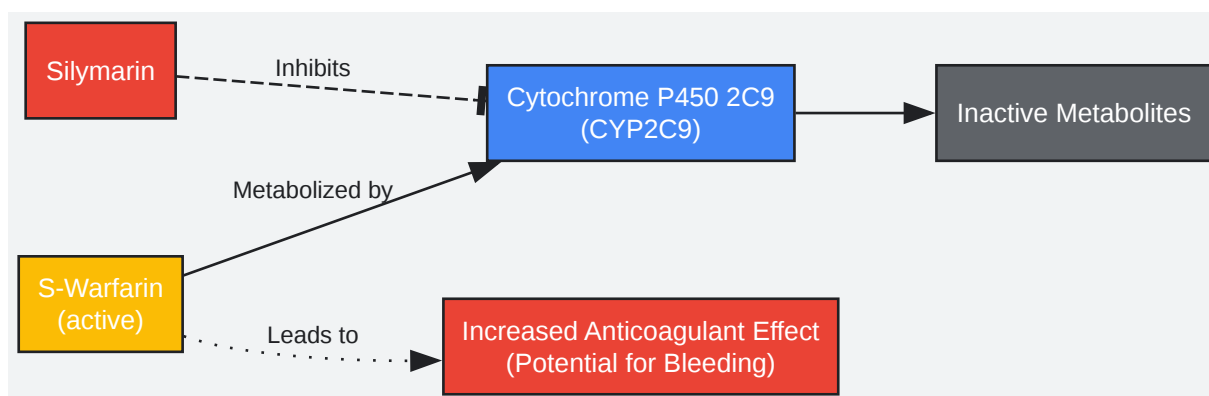 Silymarin
Inhibits
Cytochrome P450 2C9
(CYP2C9)
Inactive Metabolites
Metabolized by
S-Warfarin
(active)
Leads to
Increased Anticoagulant Effect
(Potential for Bleeding)